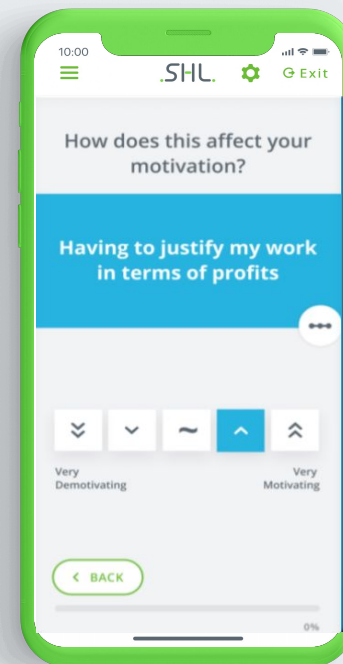 10:00
.SHL.
Exit
How does this affect your
motivation?
Having to justify my work
in terms of profits
Very
Demotivating
Very
Motivating
BACK
0%